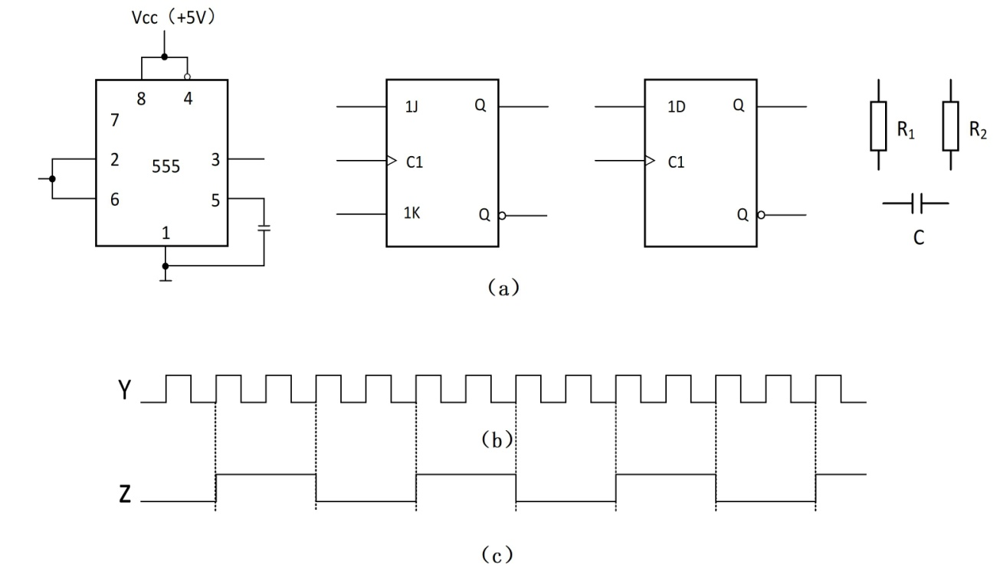 Vcc（+5V）
8 4
7
2 555 3
6 5
1
1J Q
C1
1K Q
1D Q
C1
Q
R1 R2
C
（a）
Y
（b）
Z
（c）